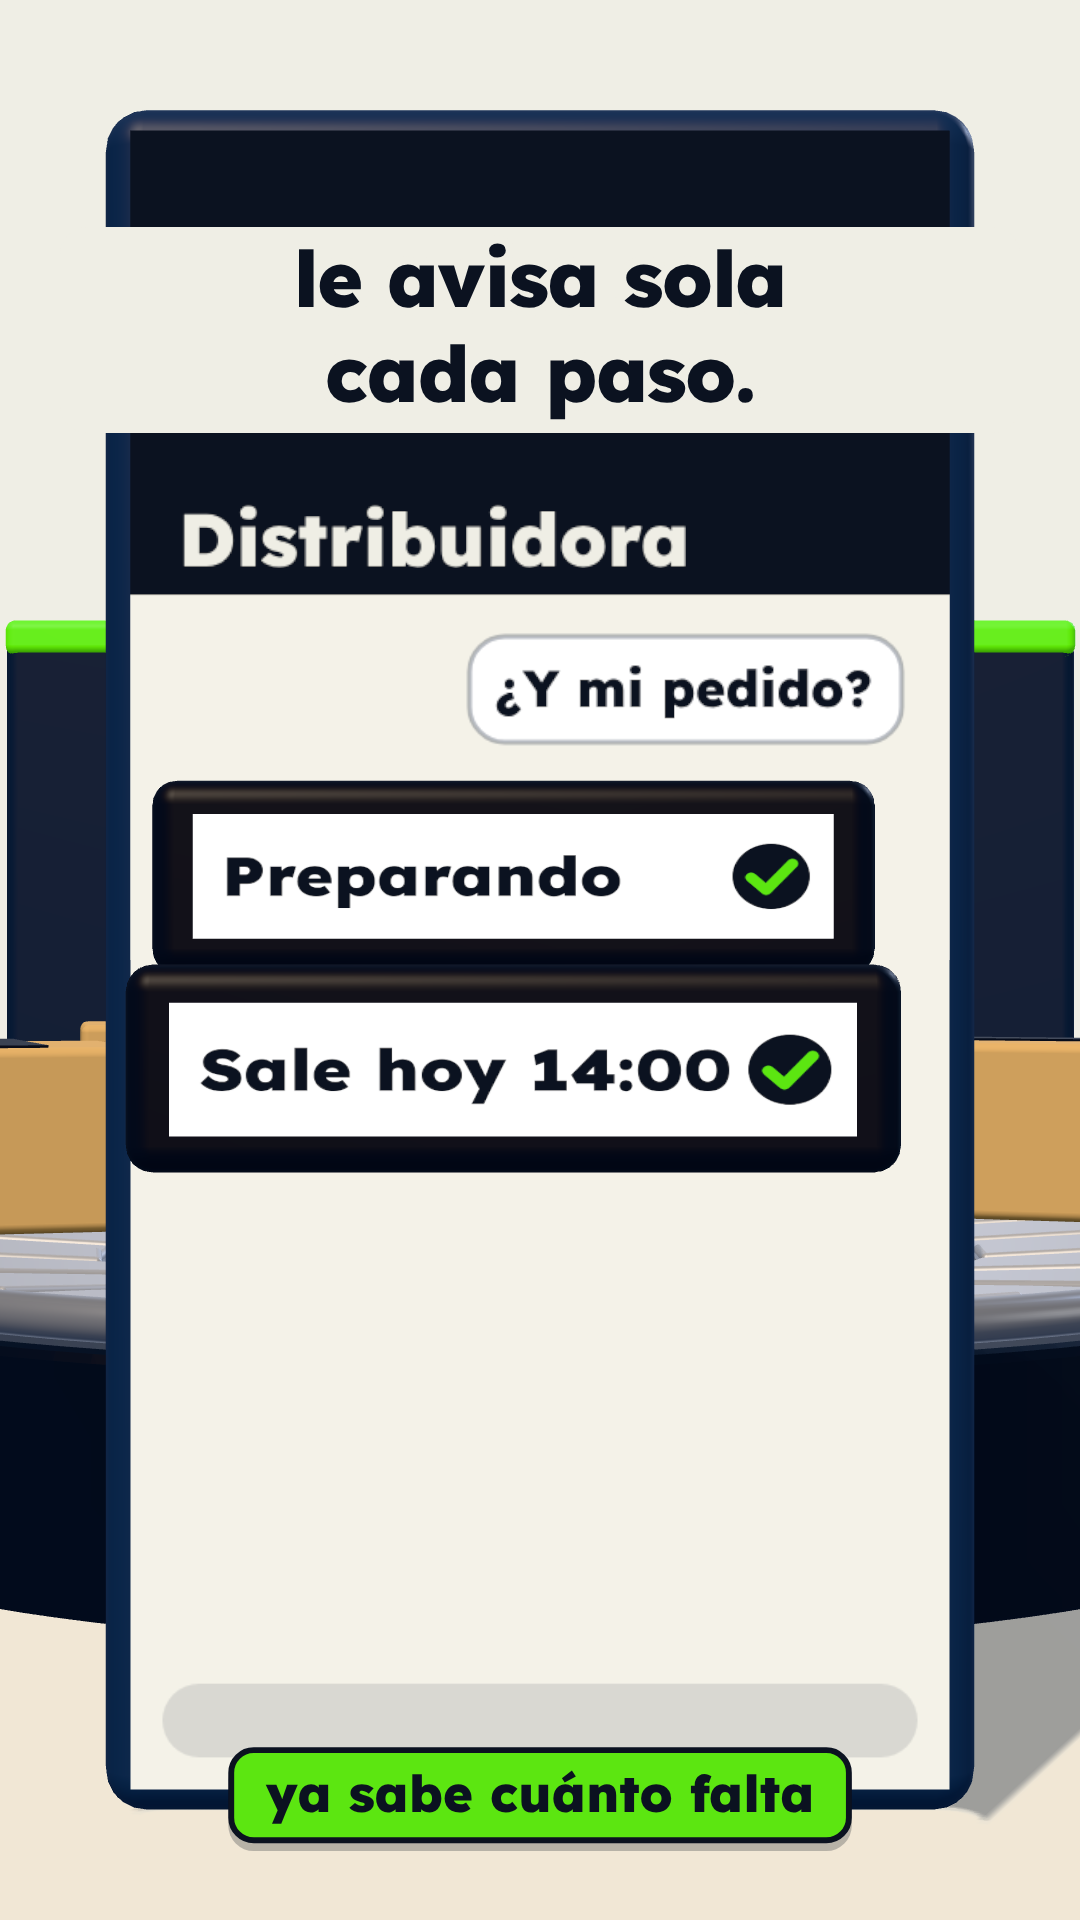 le avisa sola
cada paso.
Distribuidora
¿Y mi pedido?
Preparando
Sale hoy 14:00
ya sabe cuánto falta